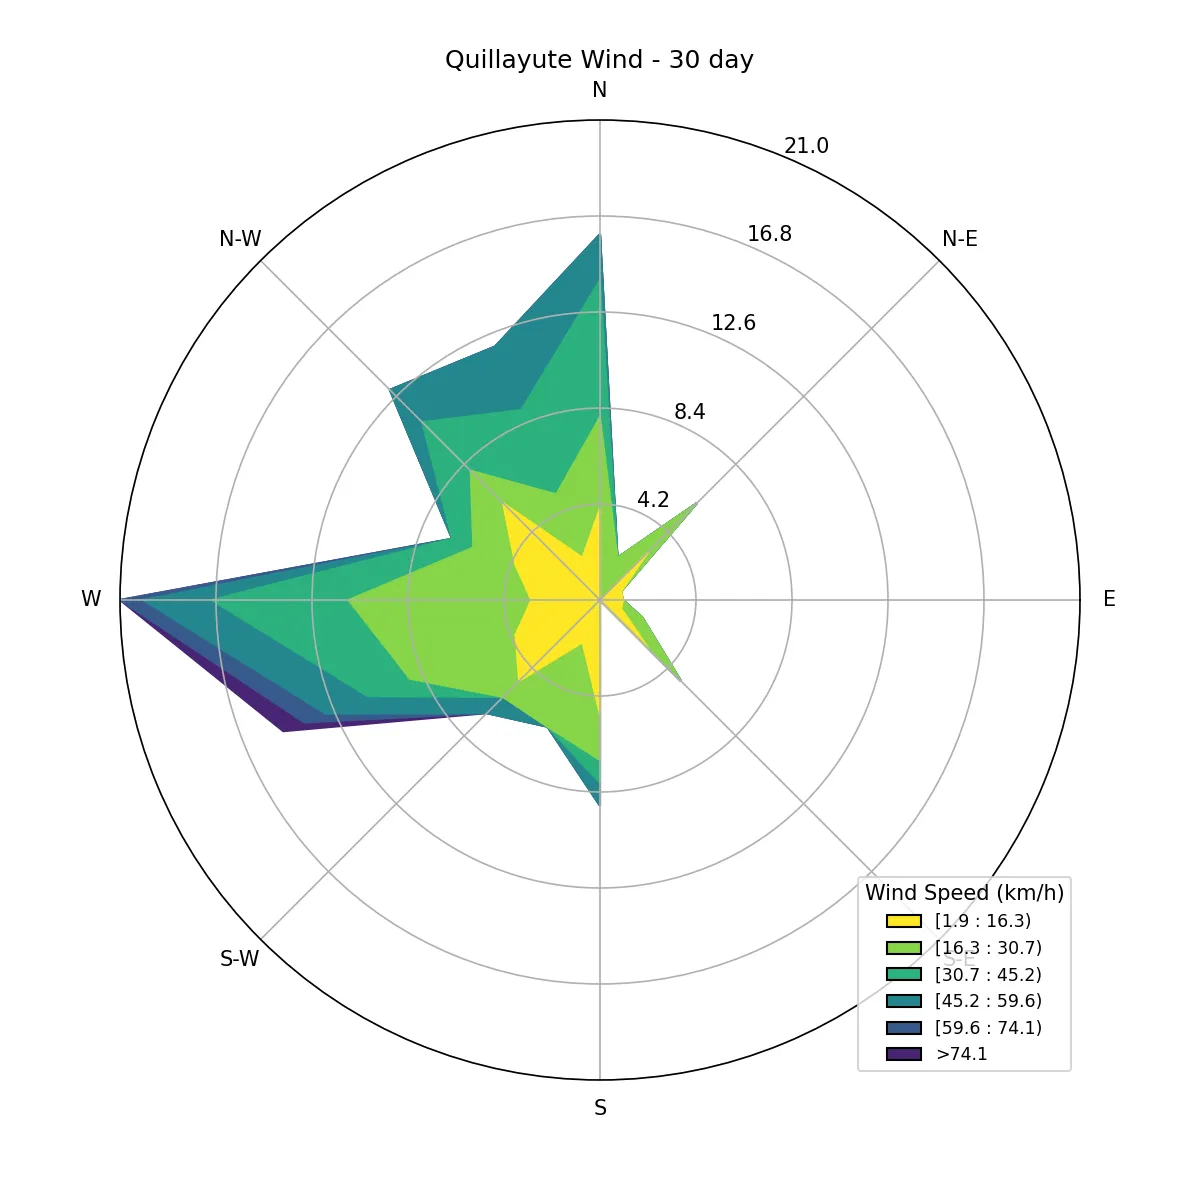 Quillayute Wind - 30 day
N
21.0
16.8
N-W
N-E
12.6
8.4
4.2
W
E
Wind Speed (km/h)
[1.9 : 16.3)
[16.3 : 30.7)
S-W
S-E
[30.7 : 45.2)
[45.2 : 59.6)
[59.6 : 74.1)
>74.1
S